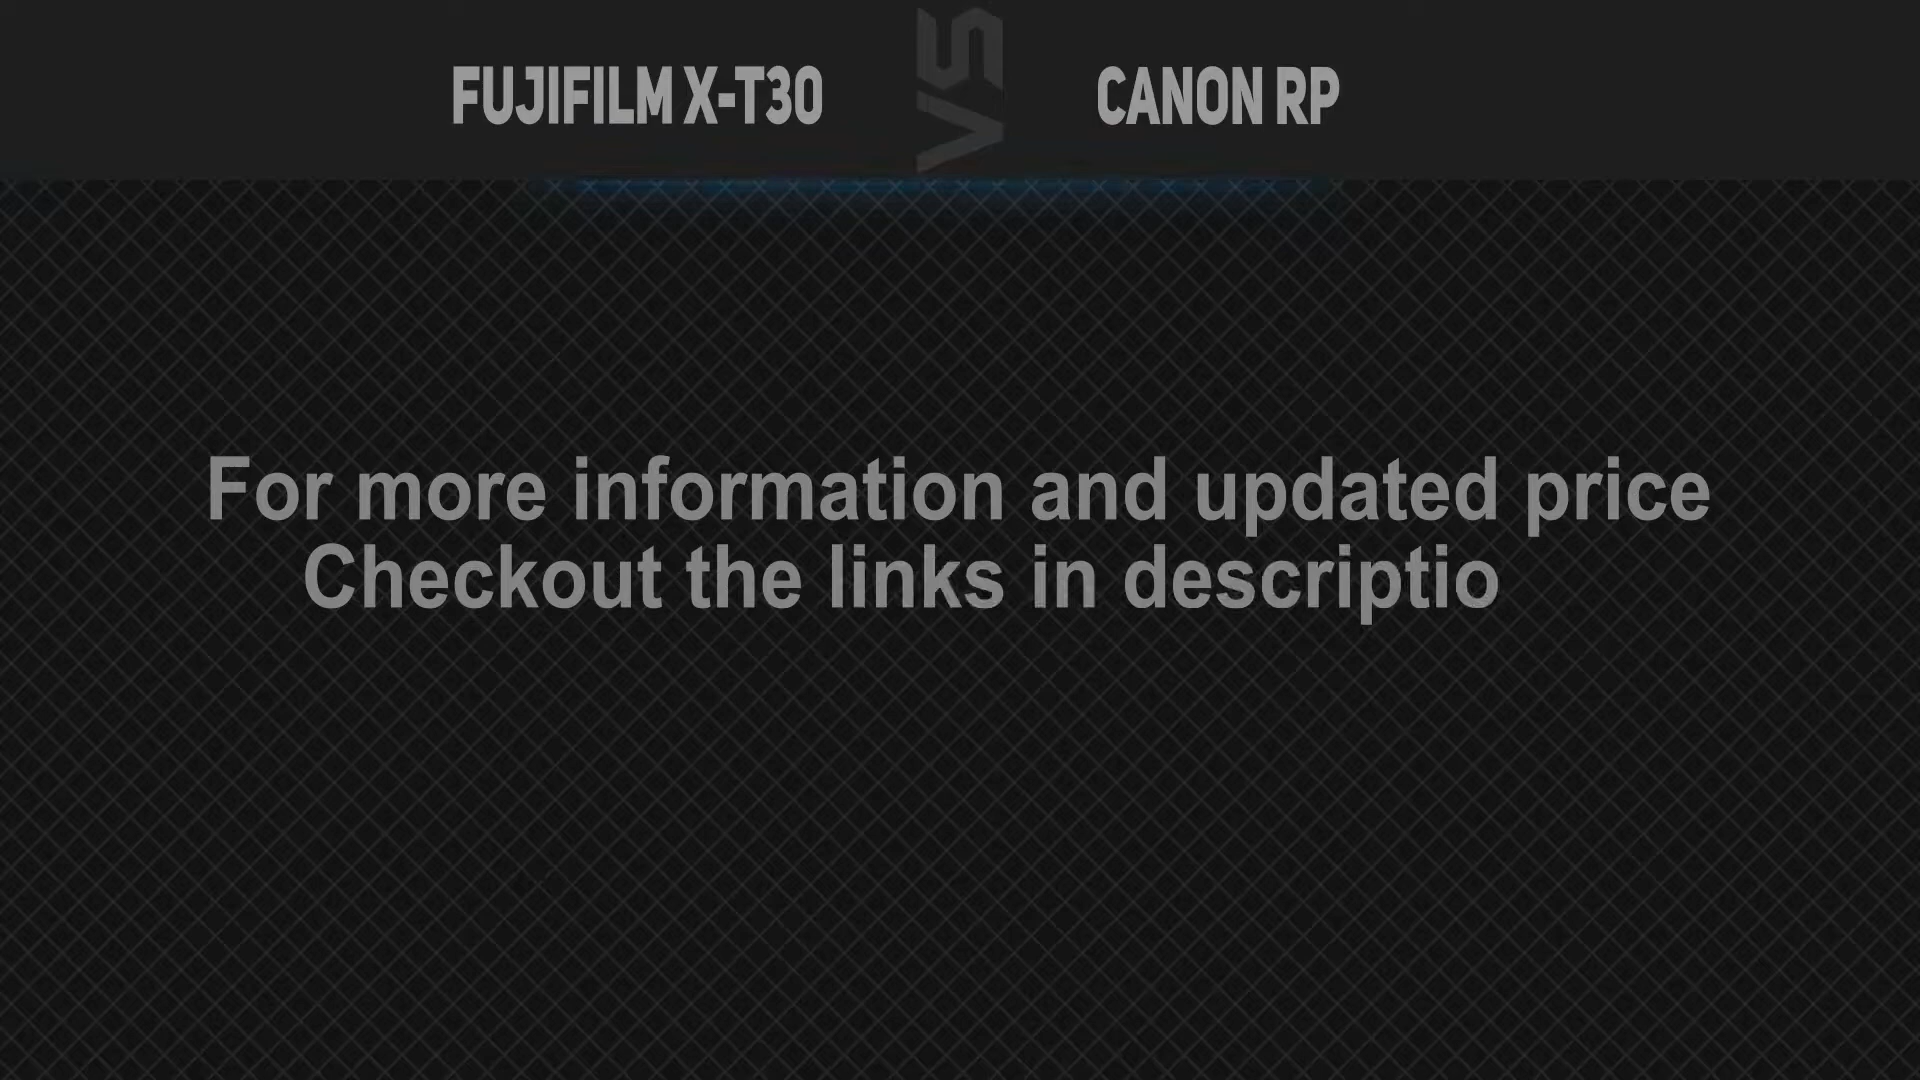 FUJIFILM X-T30 VS CANON RP
For more information and updated price
Checkout the links in descriptio